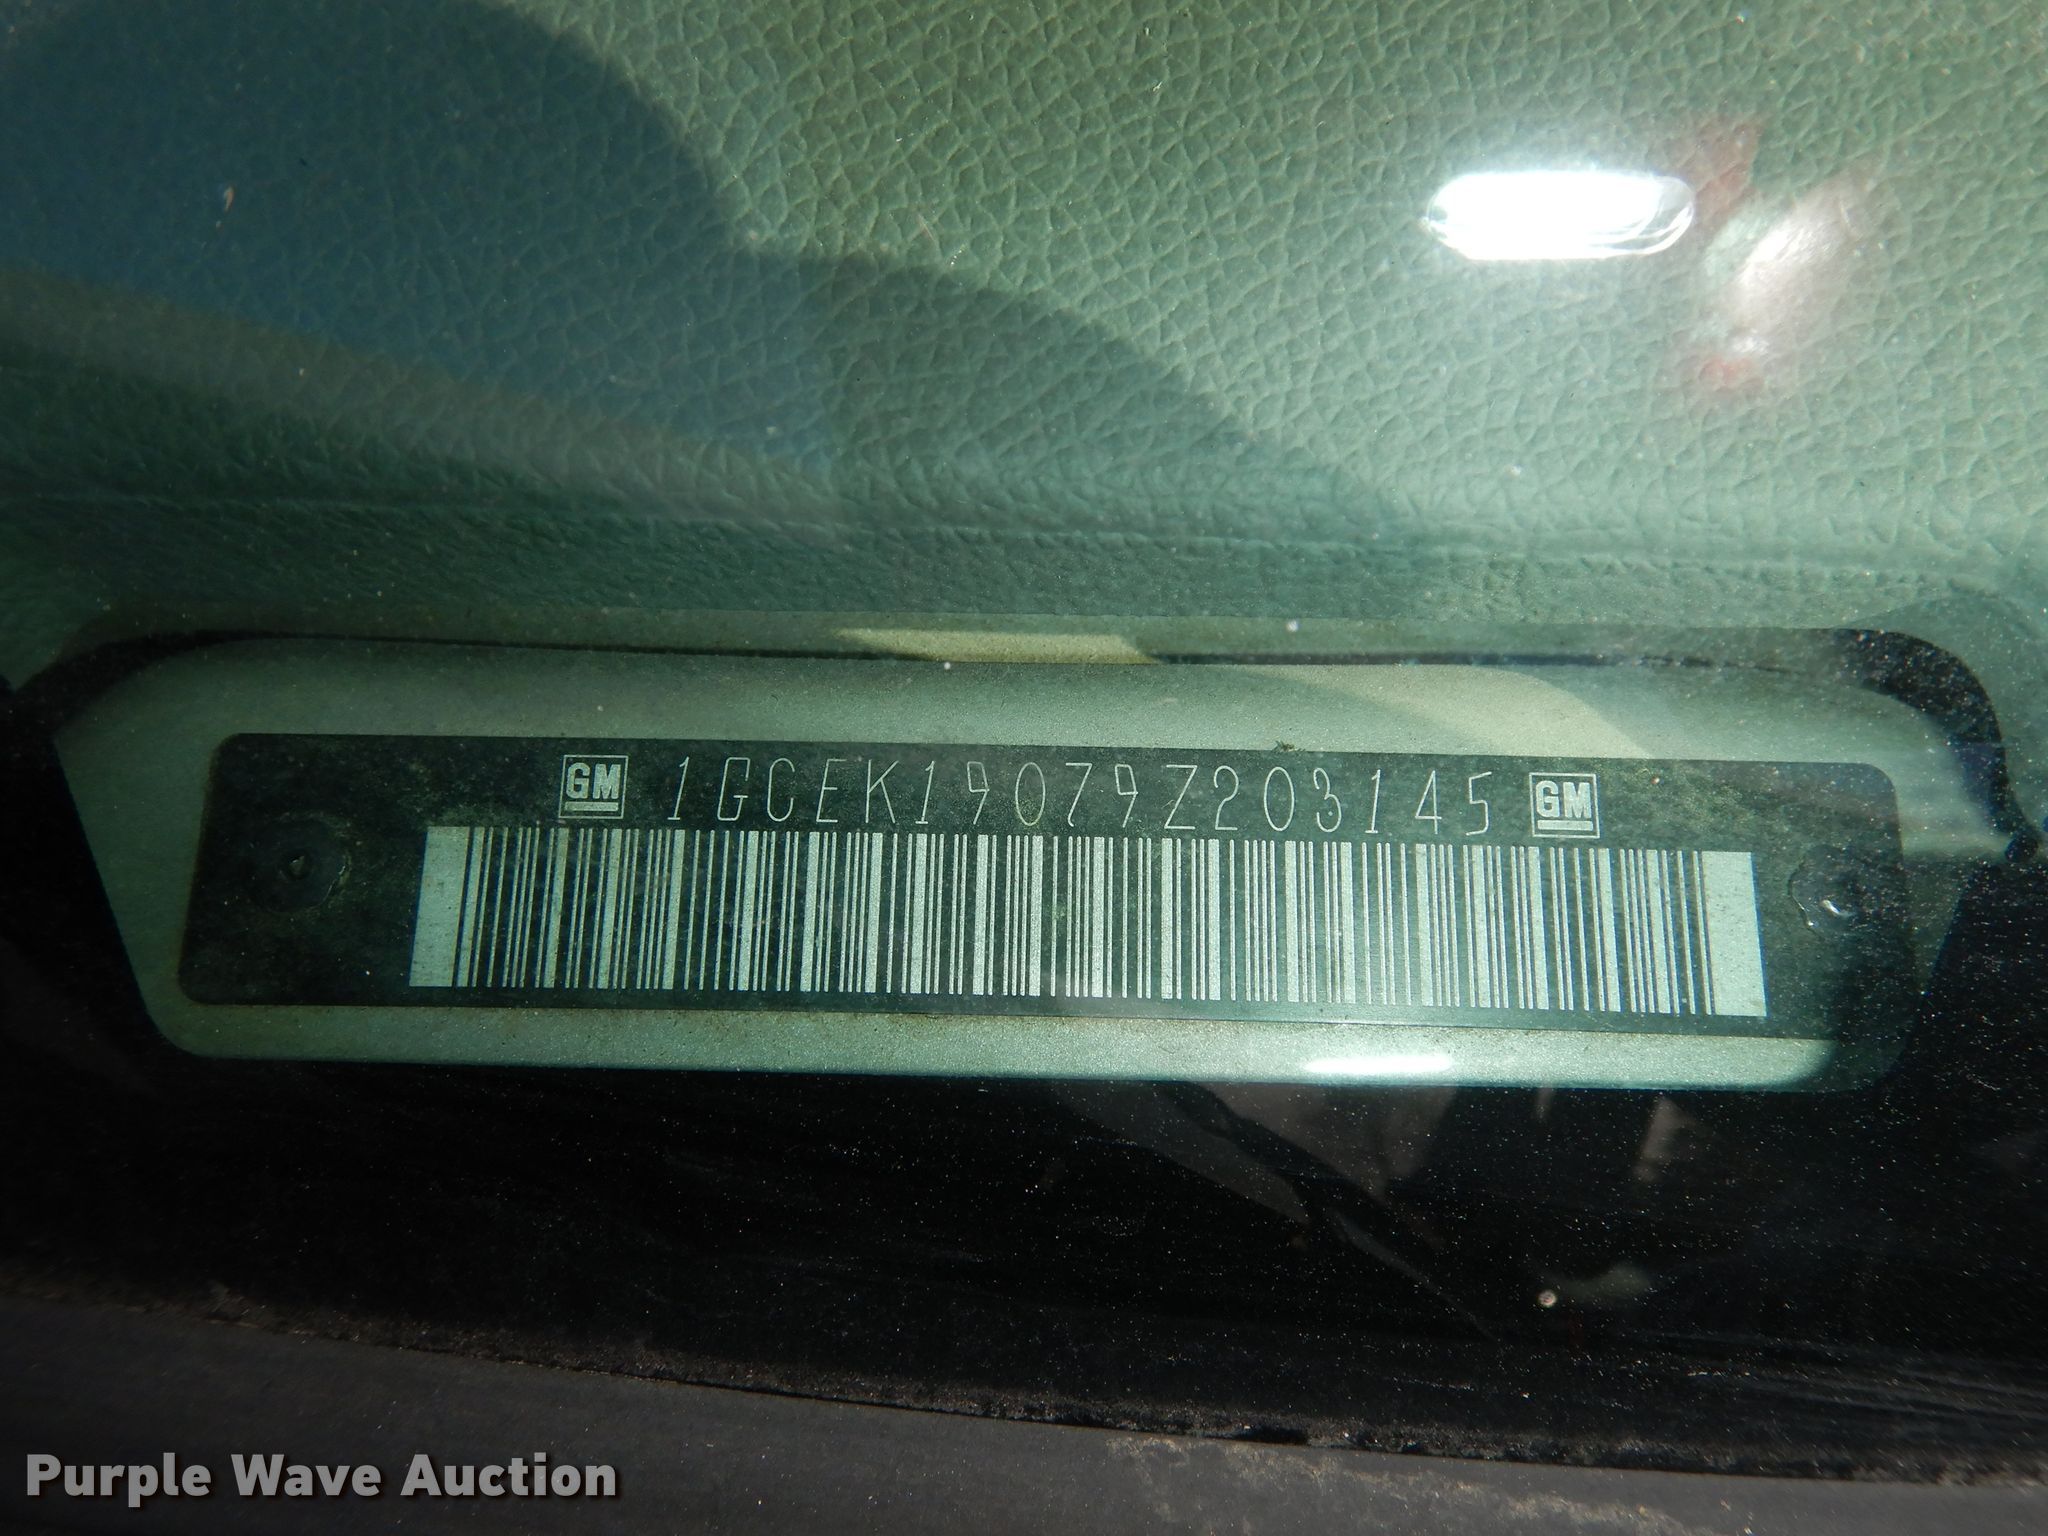 GM 1GCEK19079Z203145 GM
Purple Wave Auction